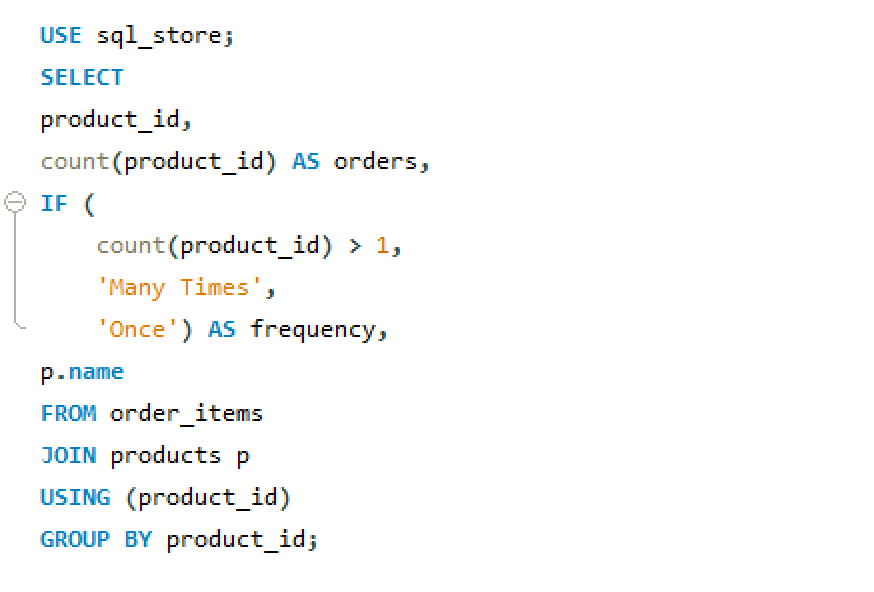 USE sql_store;
SELECT
product_id,
count(product_id) AS orders,
IF (
count(product_id) > 1,
'Many Times',
'Once') AS frequency,
p.name
FROM order_items
JOIN products p
USING (product_id)
GROUP BY product_id;